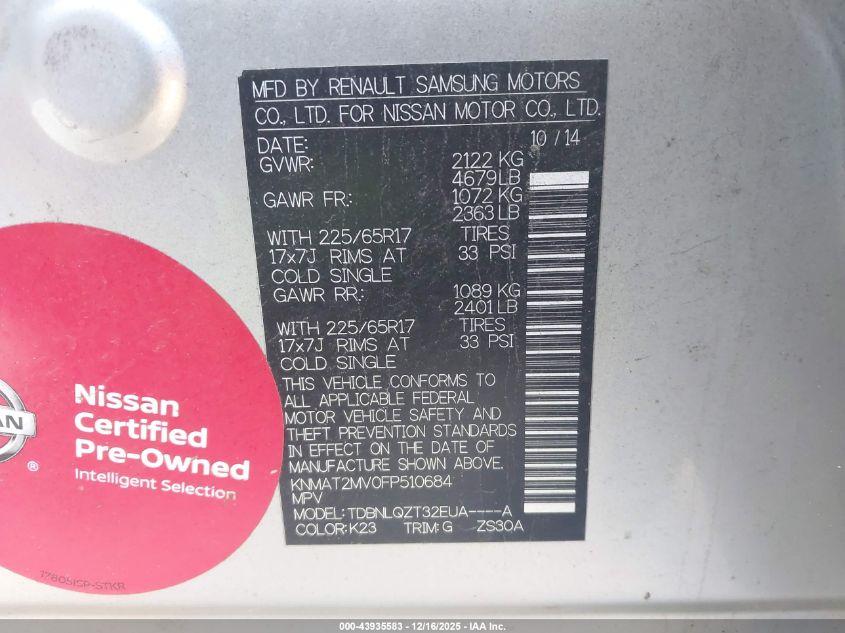 MFD BY RENAULT SAMSUNG MOTORS
CO., LTD. FOR NISSAN MOTOR CO., LTD.
DATE: 10 / 14
GVWR: 2122 KG
4679 LB
GAWR FR: 1072 KG
2363 LB
WITH 225/65R17 TIRES
17x7J RIMS AT 33 PSI
COLD SINGLE
GAWR RR: 1089 KG
2401 LB
WITH 225/65R17 TIRES
17x7J RIMS AT 33 PSI
COLD SINGLE
THIS VEHICLE CONFORMS TO
ALL APPLICABLE FEDERAL
MOTOR VEHICLE SAFETY AND
THEFT PREVENTION STANDARDS
IN EFFECT ON THE DATE OF
MANUFACTURE SHOWN ABOVE.
KNMAT2MV0FP510684
MPV
MODEL: TDBNLQZT32EUA----A
COLOR: K23 TRIM: G ZS30A
Nissan
Certified
Pre-Owned
Intelligent Selection
®
17805ISP-STKR
000-43935583 - 12/16/2025 - IAA Inc.